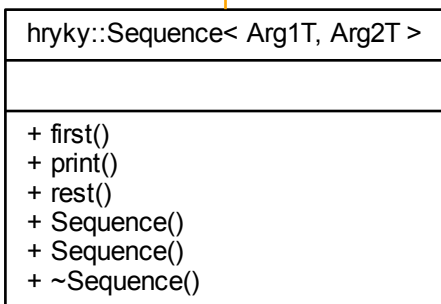 hryky::Sequence< Arg1T, Arg2T >
+ first()
+ print()
+ rest()
+ Sequence()
+ Sequence()
+ ~Sequence()